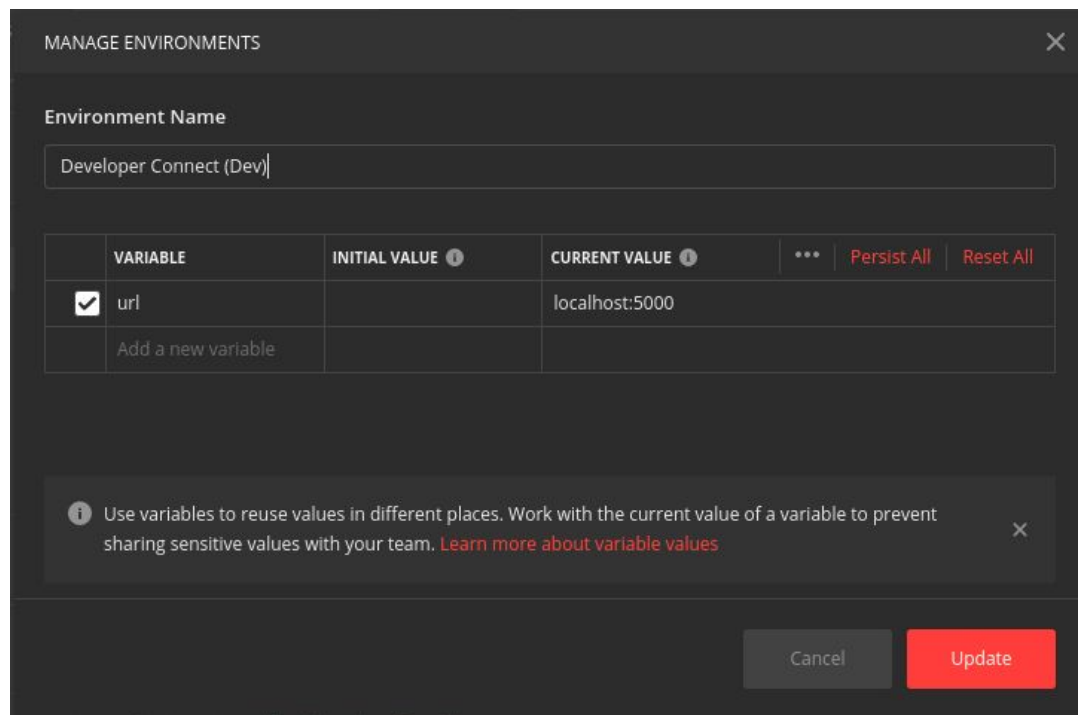 MANAGE ENVIRONMENTS
Environment Name
Developer Connect (Dev)
VARIABLE INITIAL VALUE CURRENT VALUE ••• Persist All Reset All
url localhost:5000
Add a new variable
Use variables to reuse values in different places. Work with the current value of a variable to prevent
sharing sensitive values with your team. Learn more about variable values
Cancel Update